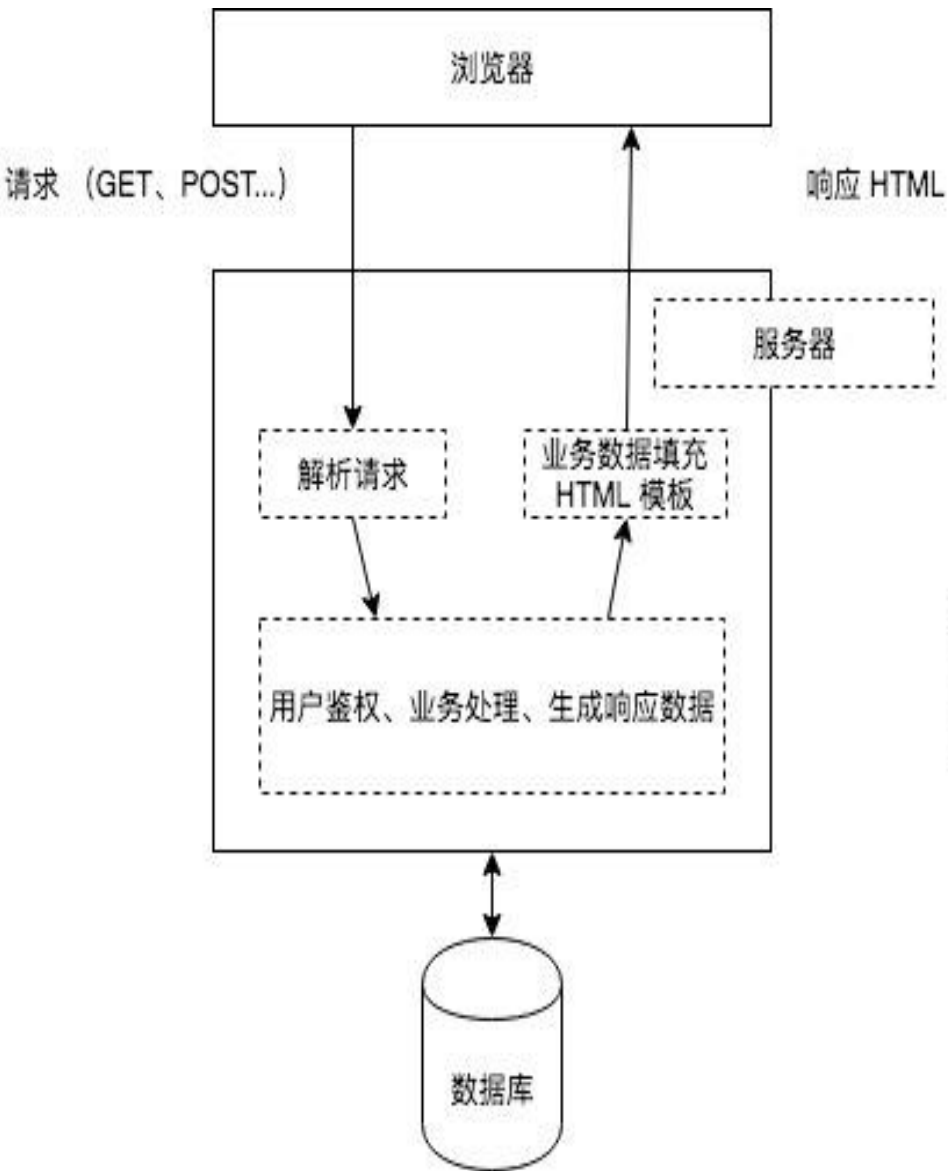 浏览器
请求 （GET、POST...）
响应 HTML
服务器
解析请求
业务数据填充
HTML 模板
用户鉴权、业务处理、生成响应数据
数据库